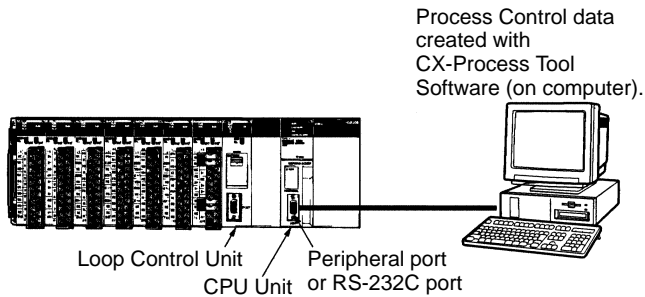 Process Control data
created with
CX-Process Tool
Software (on computer).
Loop Control Unit
CPU Unit
Peripheral port
or RS-232C port